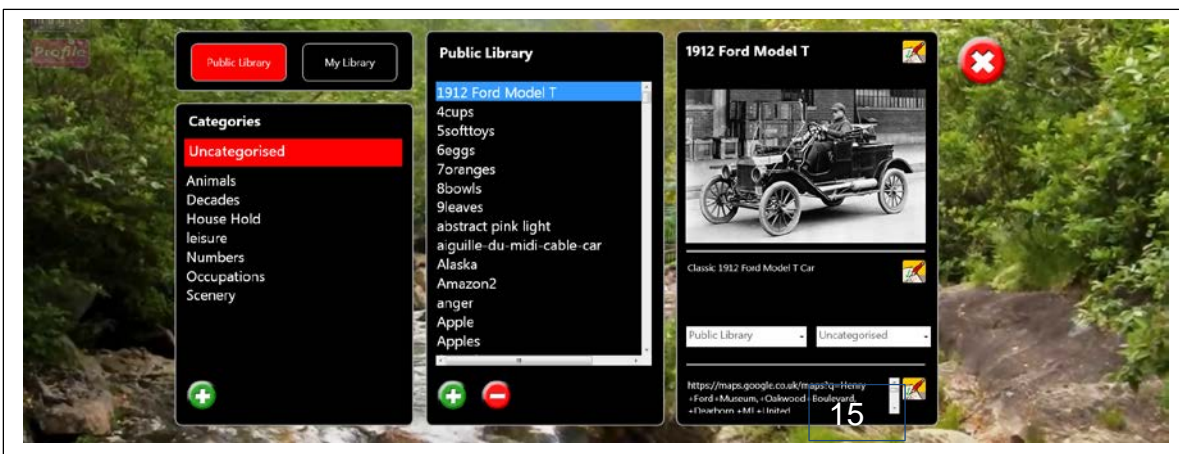 Profile
Public Library
My Library
Categories
Uncategorised
Animals
Decades
House Hold
leisure
Numbers
Occupations
Scenery
Public Library
1912 Ford Model T
4cups
5softtoys
6eggs
7oranges
8bowls
9leaves
abstract pink light
aiguille-du-midi-cable-car
Alaska
Amazon2
anger
Apple
Apples
1912 Ford Model T
Classic 1912 Ford Model T Car
Public Library
Uncategorised
https://maps.google.co.uk/maps?q=Henry
+Ford+Museum,+Oakwood+Boulevard,
+Dearborn,+MI,+United
15